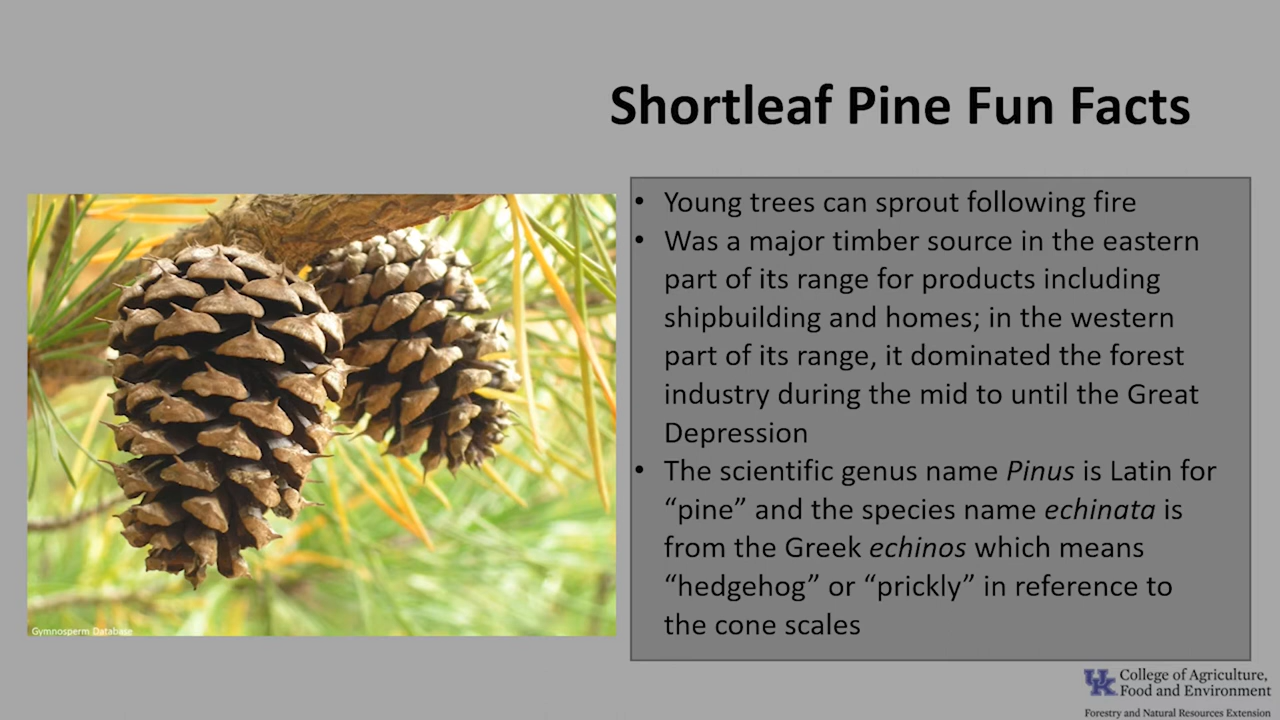 Shortleaf Pine Fun Facts
• Young trees can sprout following fire
• Was a major timber source in the eastern
part of its range for products including
shipbuilding and homes; in the western
part of its range, it dominated the forest
industry during the mid to until the Great
Depression
• The scientific genus name Pinus is Latin for
“pine” and the species name echinata is
from the Greek echinos which means
“hedgehog” or “prickly” in reference to
the cone scales
Gymnosperm Database
UK College of Agriculture,
Food and Environment
Forestry and Natural Resources Extension